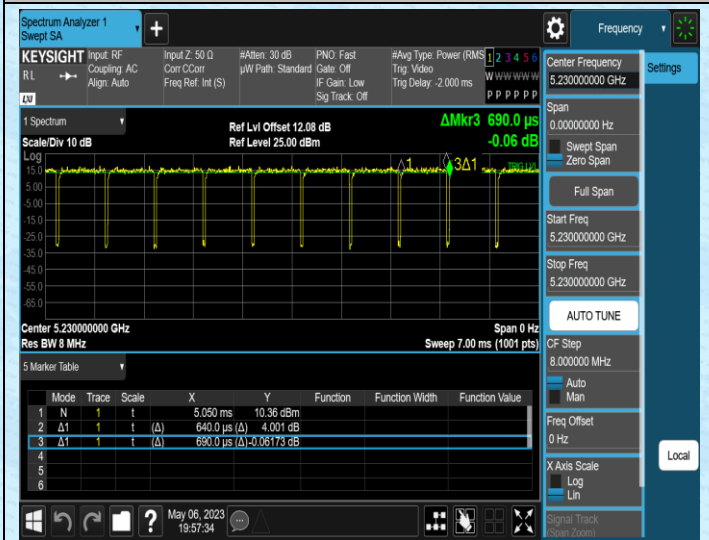 Spectrum Analyzer 1
Swept SA
Frequency
KEYSIGHT
RL
LXI
Input: RF
Coupling: AC
Align: Auto
Input Z: 50 Ω
Corr CCorr
Freq Ref: Int (S)
#Atten: 30 dB
µW Path: Standard
PNO: Fast
Gate: Off
IF Gain: Low
Sig Track: Off
#Avg Type: Power (RMS
Trig: Video
Trig Delay: -2.000 ms
1 2 3 4 5 6
W W W W W W
P P P P P P
1 Spectrum
Scale/Div 10 dB
Ref Lvl Offset 12.08 dB
Ref Level 25.00 dBm
ΔMkr3 690.0 µs
-0.06 dB
Log
15.0
5.00
-5.00
-15.0
-25.0
-35.0
-45.0
-55.0
-65.0
1
3Δ1
TRIG LVL
Center 5.230000000 GHz
Res BW 8 MHz
Span 0 Hz
Sweep 7.00 ms (1001 pts)
5 Marker Table
Mode Trace Scale X Y Function Function Width Function Value
1 N 1 t 5.050 ms 10.36 dBm
2 Δ1 1 t (Δ) 640.0 µs (Δ) 4.001 dB
3 Δ1 1 t (Δ) 690.0 µs (Δ) -0.06173 dB
4
5
6
May 06, 2023
19:57:34
Center Frequency
5.230000000 GHz
Settings
Span
0.00000000 Hz
Swept Span
Zero Span
Full Span
Start Freq
5.230000000 GHz
Stop Freq
5.230000000 GHz
AUTO TUNE
CF Step
8.000000 MHz
Auto
Man
Freq Offset
0 Hz
X Axis Scale
Log
Lin
Local
Signal Track
(Span Zoom)